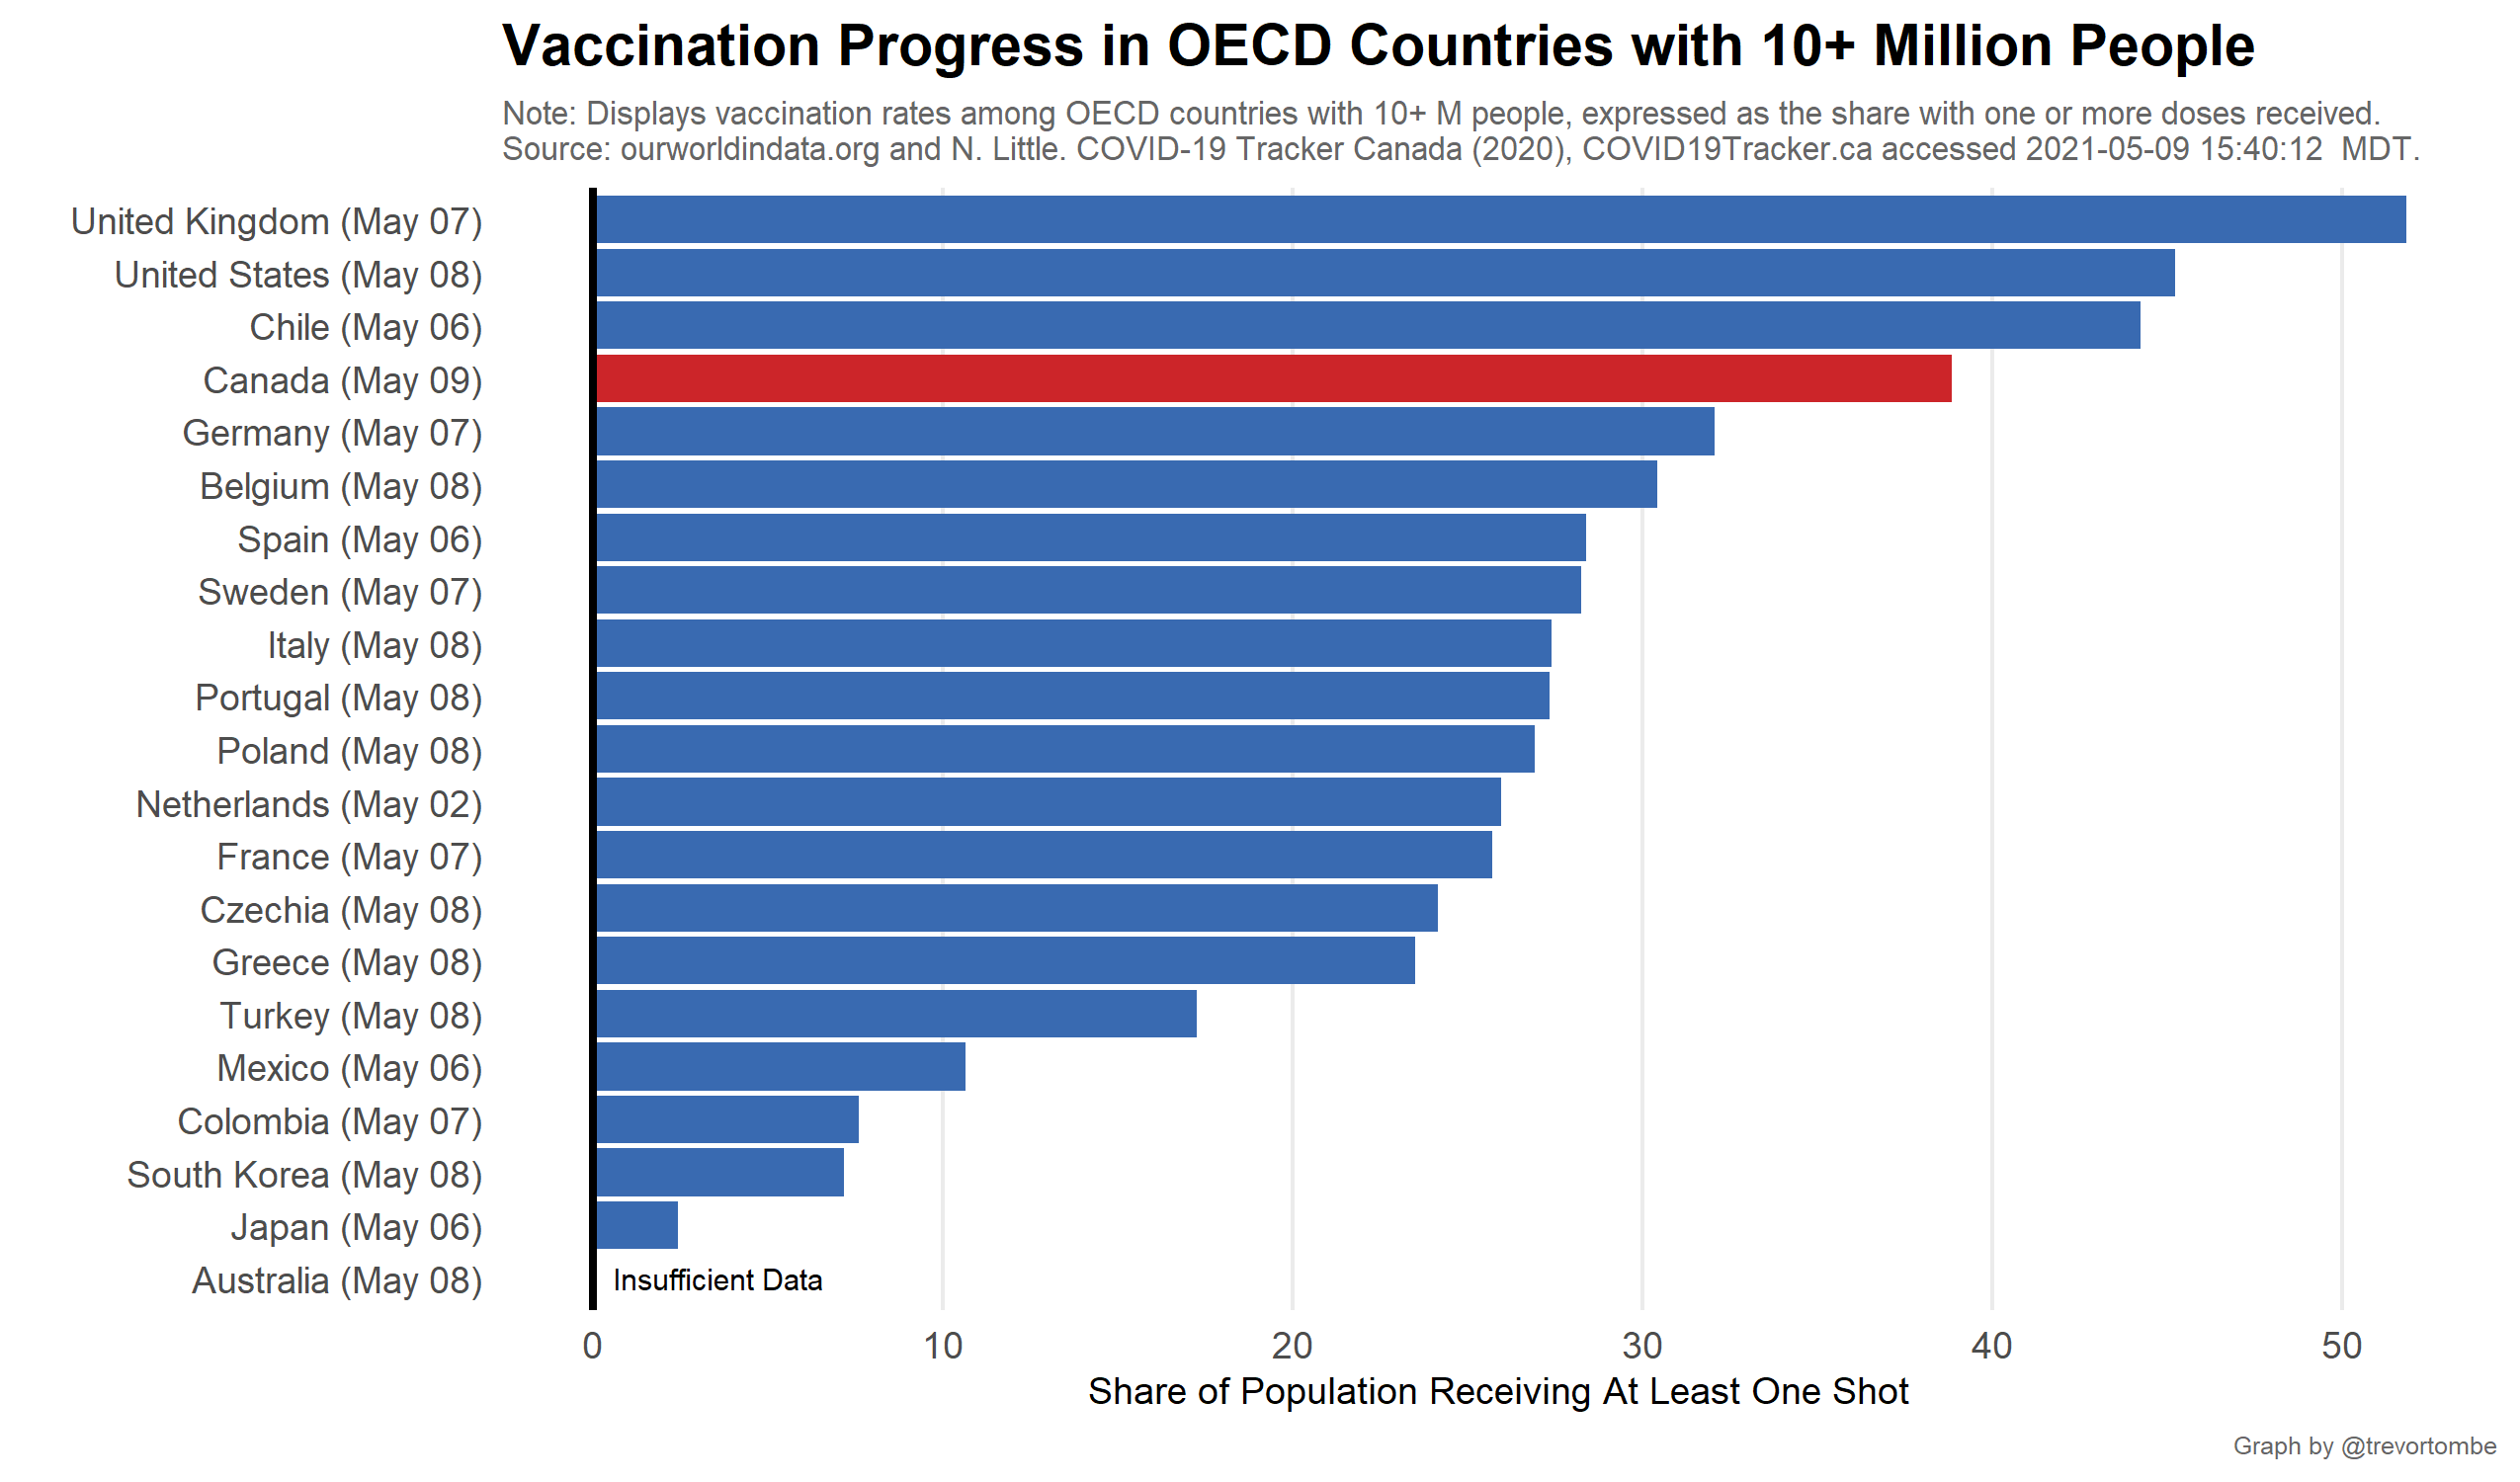 Vaccination Progress in OECD Countries with 10+ Million People
Note: Displays vaccination rates among OECD countries with 10+ M people, expressed as the share with one or more doses received.
Source: ourworldindata.org and N. Little. COVID-19 Tracker Canada (2020), COVID19Tracker.ca accessed 2021-05-09 15:40:12  MDT.
United Kingdom (May 07)
United States (May 08)
Chile (May 06)
Canada (May 09)
Germany (May 07)
Belgium (May 08)
Spain (May 06)
Sweden (May 07)
Italy (May 08)
Portugal (May 08)
Poland (May 08)
Netherlands (May 02)
France (May 07)
Czechia (May 08)
Greece (May 08)
Turkey (May 08)
Mexico (May 06)
Colombia (May 07)
South Korea (May 08)
Japan (May 06)
Australia (May 08) Insufficient Data
0 10 20 30 40 50
Share of Population Receiving At Least One Shot
Graph by @trevortombe